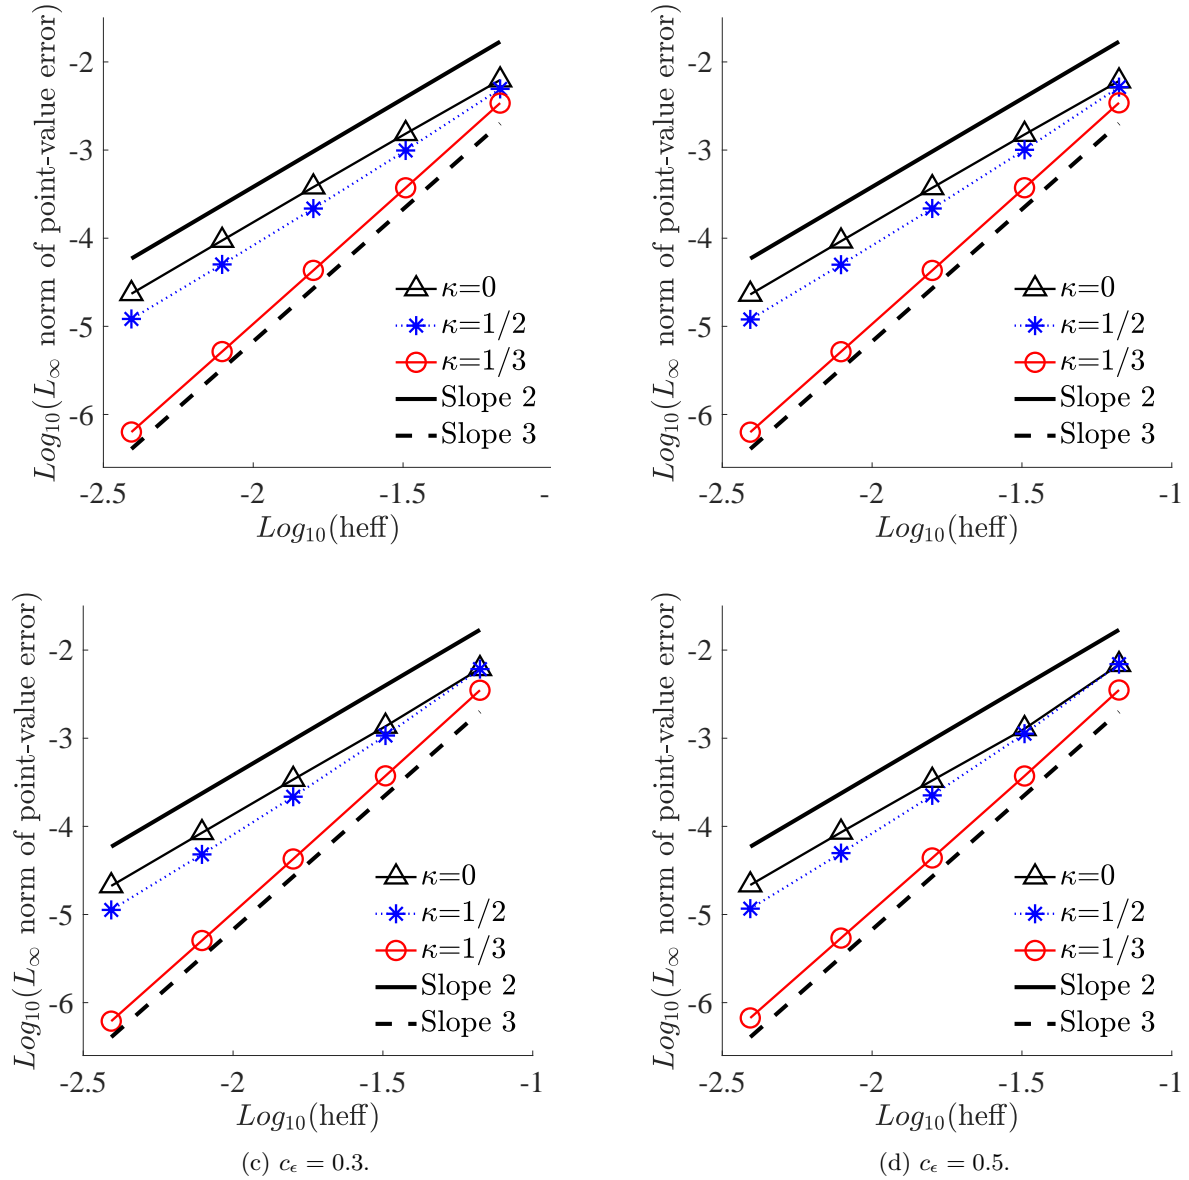 Log10(L∞ norm of point-value error)
-2
-3
-4
-5
-6
κ=0
κ=1/2
κ=1/3
Slope 2
Slope 3
-2.5 -2 -1.5 -
Log10(heff)
Log10(L∞ norm of point-value error)
-2
-3
-4
-5
-6
κ=0
κ=1/2
κ=1/3
Slope 2
Slope 3
-2.5 -2 -1.5 -1
Log10(heff)
Log10(L∞ norm of point-value error)
-2
-3
-4
-5
-6
κ=0
κ=1/2
κ=1/3
Slope 2
Slope 3
-2.5 -2 -1.5 -1
Log10(heff)
(c) cϵ = 0.3.
Log10(L∞ norm of point-value error)
-2
-3
-4
-5
-6
κ=0
κ=1/2
κ=1/3
Slope 2
Slope 3
-2.5 -2 -1.5 -1
Log10(heff)
(d) cϵ = 0.5.